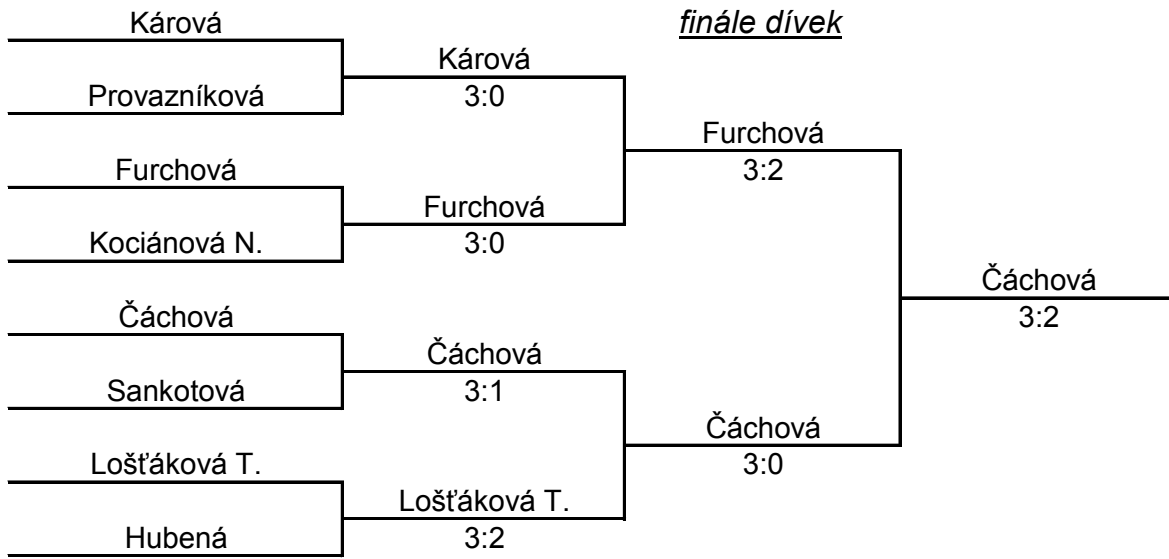 finále dívek
Kárová
Provazníková
Furchová
Kociánová N.
Čáchová
Sankotová
Lošťáková T.
Hubená
Kárová
3:0
Furchová
3:0
Čáchová
3:1
Lošťáková T.
3:2
Furchová
3:2
Čáchová
3:0
Čáchová
3:2